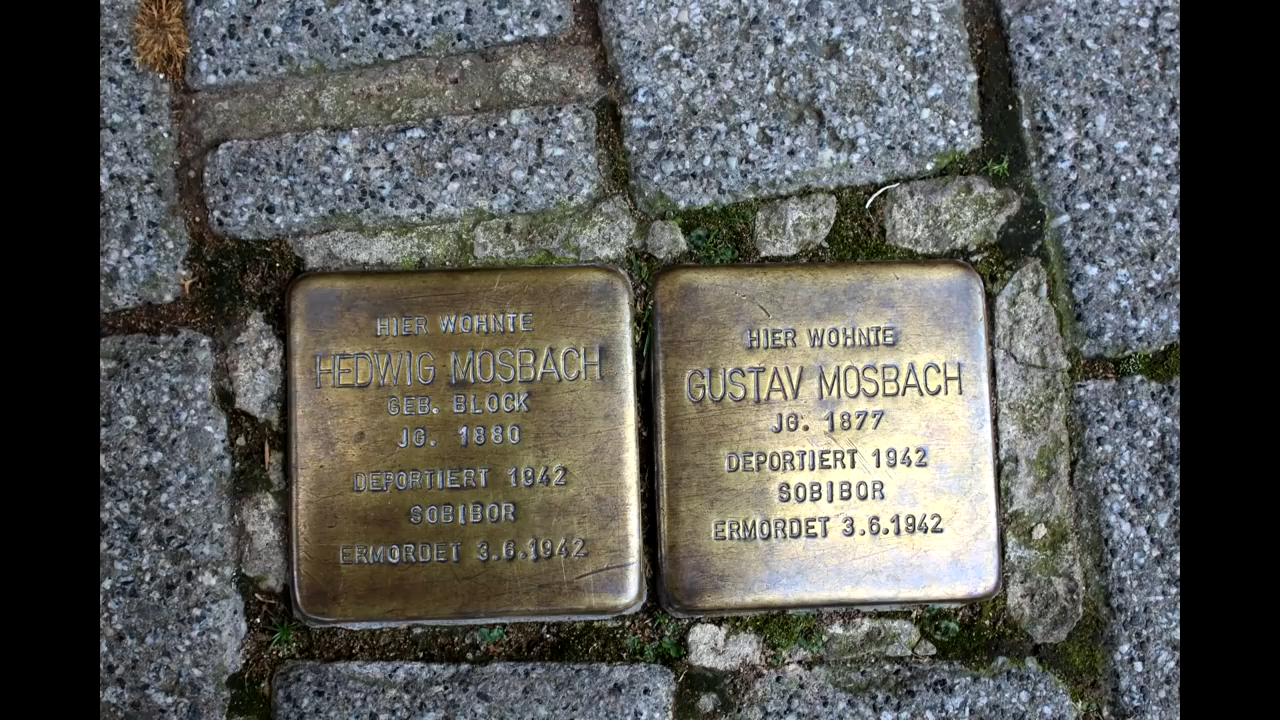 HIER WOHNTE
HEDWIG MOSBACH
GEB. BLOCK
JG. 1880
DEPORTIERT 1942
SOBIBOR
ERMORDET 3.6.1942
HIER WOHNTE
GUSTAV MOSBACH
JG. 1877
DEPORTIERT 1942
SOBIBOR
ERMORDET 3.6.1942